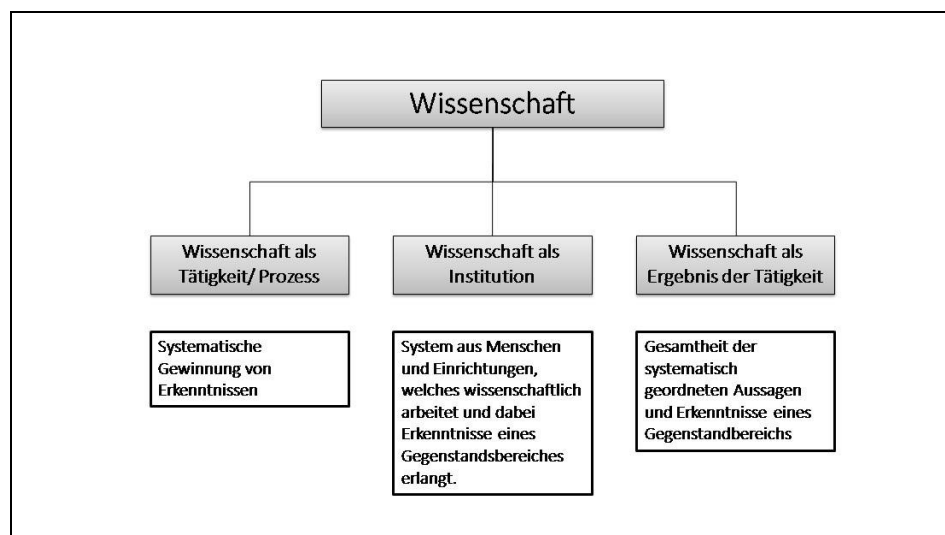 Wissenschaft
Wissenschaft als
Tätigkeit/ Prozess
Systematische
Gewinnung von
Erkenntnissen
Wissenschaft als
Institution
System aus Menschen
und Einrichtungen,
welches wissenschaftlich
arbeitet und dabei
Erkenntnisse eines
Gegenstandsbereiches
erlangt.
Wissenschaft als
Ergebnis der Tätigkeit
Gesamtheit der
systematisch
geordneten Aussagen
und Erkenntnisse eines
Gegenstandbereichs